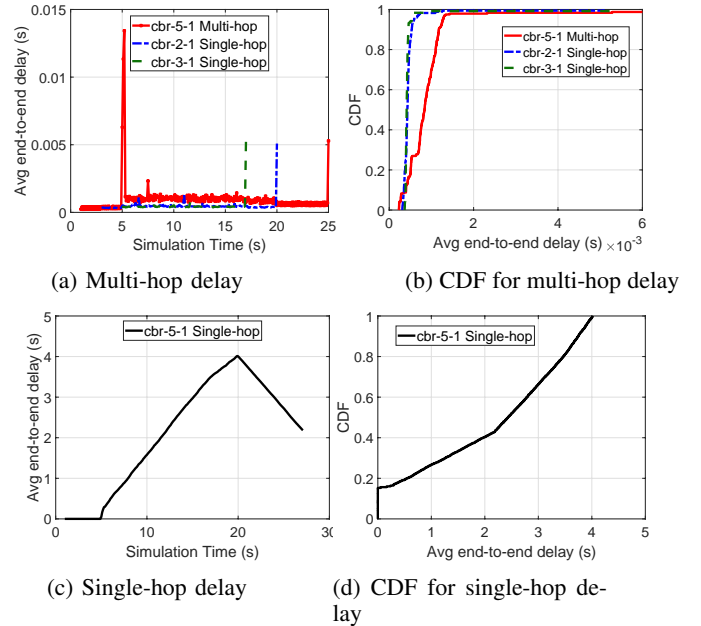 Avg end-to-end delay (s)
0.015
0.01
0.005
0
cbr-5-1 Multi-hop
cbr-2-1 Single-hop
cbr-3-1 Single-hop
0 5 10 15 20 25
Simulation Time (s)
(a) Multi-hop delay
CDF
1
0.8
0.6
0.4
0.2
0
cbr-5-1 Multi-hop
cbr-2-1 Single-hop
cbr-3-1 Single-hop
0 2 4 6
Avg end-to-end delay (s) ×10-3
(b) CDF for multi-hop delay
Avg end-to-end delay (s)
5
4
3
2
1
0
cbr-5-1 Single-hop
0 10 20 30
Simulation Time (s)
(c) Single-hop delay
CDF
1
0.8
0.6
0.4
0.2
0
cbr-5-1 Single-hop
0 1 2 3 4 5
Avg end-to-end delay (s)
(d) CDF for single-hop de-
lay